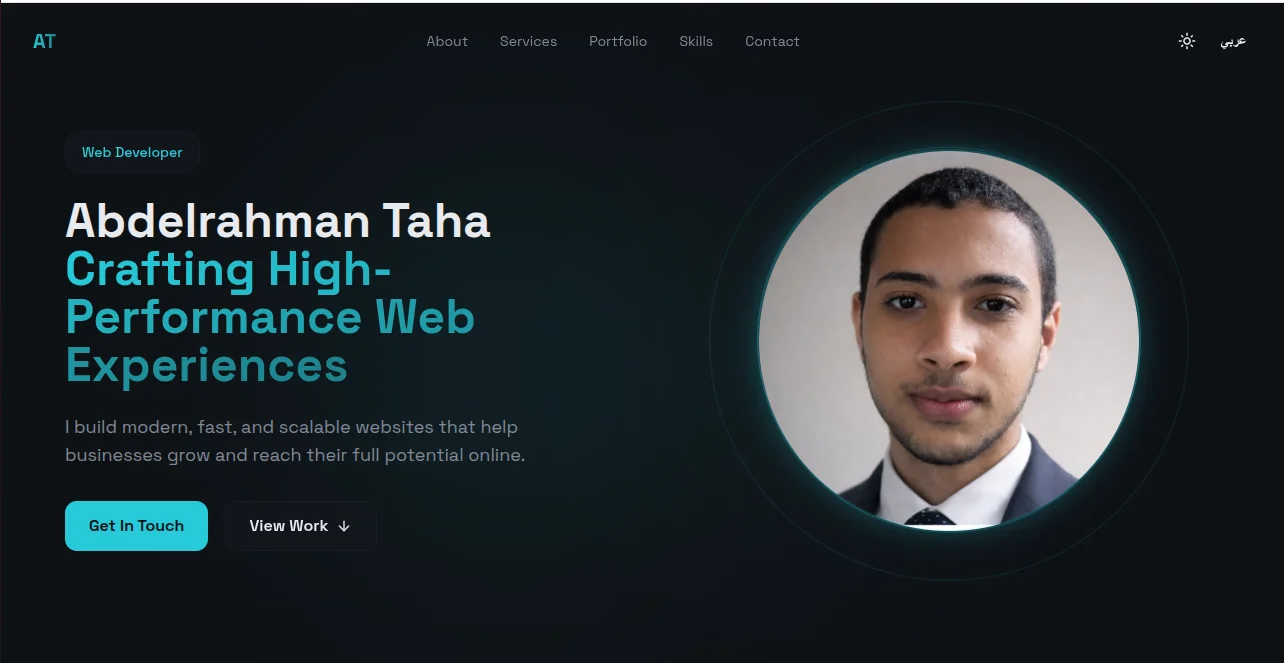 AT
About Services Portfolio Skills Contact
عربي
Web Developer
Abdelrahman Taha
Crafting High-
Performance Web
Experiences
I build modern, fast, and scalable websites that help
businesses grow and reach their full potential online.
Get In Touch
View Work ↓